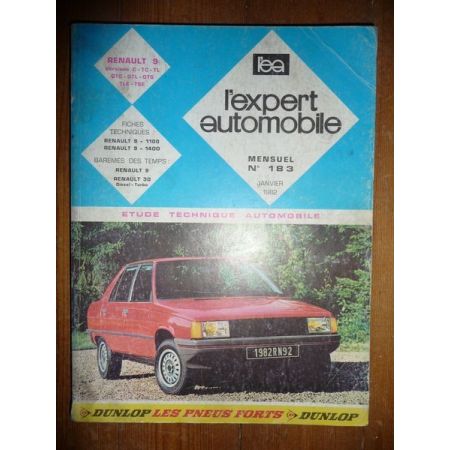 RENAULT 9
Versions C - TC - TL
GTC - GTL - GTS
TLE - TSE
FICHES
TECHNIQUES :
RENAULT 9 - 1100
RENAULT 9 - 1400
BAREMES DES TEMPS :
RENAULT 9
RENAULT 30
Diesel - Turbo
l'ea
l'expert
automobile
MENSUEL
N° 183
JANVIER
1982
ETUDE TECHNIQUE AUTOMOBILE
1982RN92
DUNLOP LES PNEUS FORTS DUNLOP